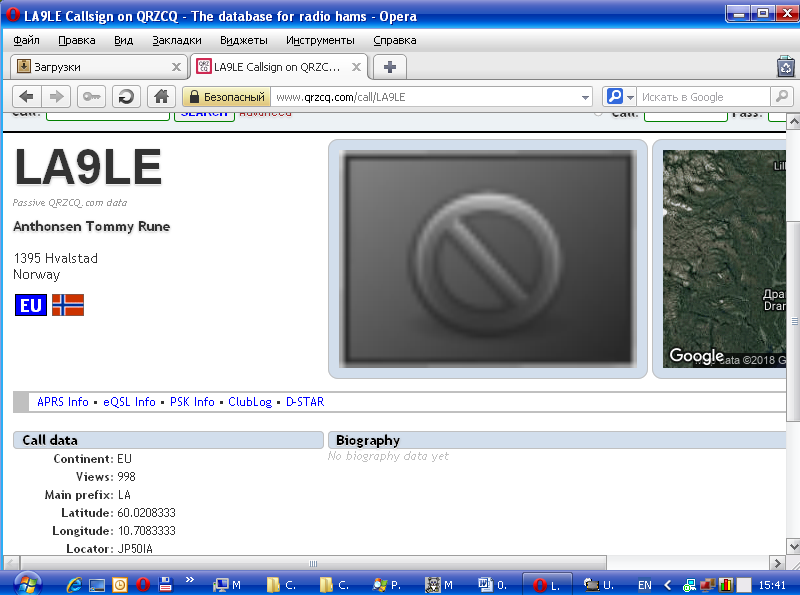 LA9LE Callsign on QRZCQ - The database for radio hams - Opera
Файл Правка Вид Закладки Виджеты Инструменты Справка
Загрузки LA9LE Callsign on QRZC...
Безопасный www.qrzcq.com/call/LA9LE Искать в Google
Call: SEARCH Advanced Call: Pass:
LA9LE
Passive QRZCQ.com data
Anthonsen Tommy Rune
1395 Hvalstad
Norway
EU
Lill
Дра
Dran
Google
Map data ©2018 G
APRS Info • eQSL Info • PSK Info • ClubLog • D-STAR
Call data Biography
Continent: EU No biography data yet
Views: 998
Main prefix: LA
Latitude: 60.0208333
Longitude: 10.7083333
Locator: JP50IA
M С. С. P. M 0. L. U. EN 15:41